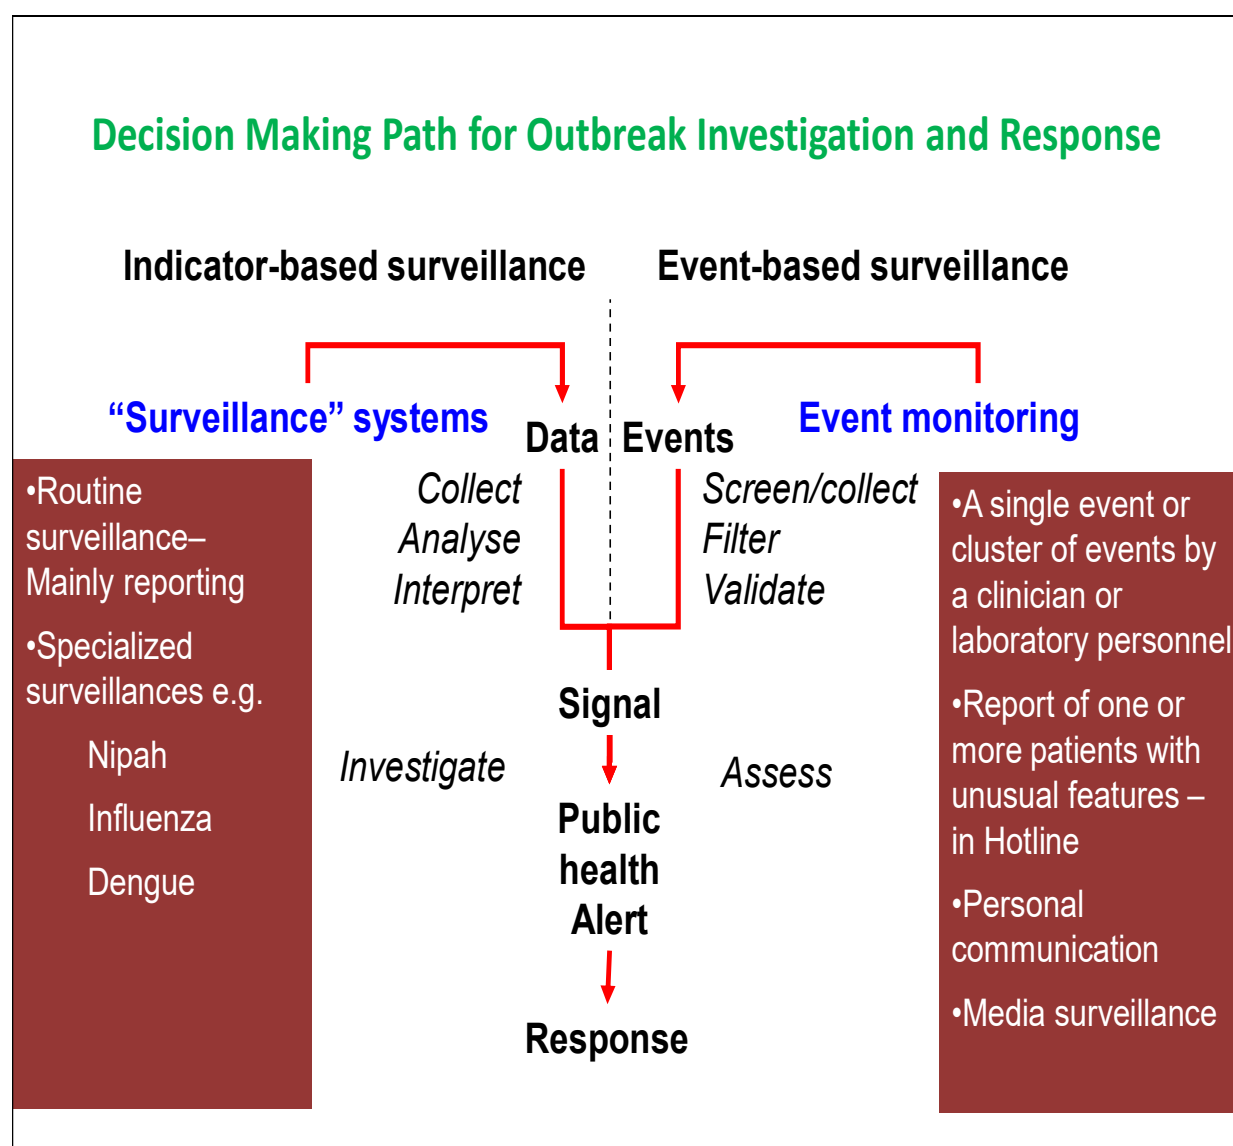 Decision Making Path for Outbreak Investigation and Response
Indicator-based surveillance
Event-based surveillance
“Surveillance” systems
Event monitoring
Data
Events
•Routine
surveillance–
Mainly reporting
•Specialized
surveillances e.g.
Nipah
Influenza
Dengue
Collect
Analyse
Interpret
Screen/collect
Filter
Validate
Signal
Investigate
Assess
Public
health
Alert
Response
•A single event or
cluster of events by
a clinician or
laboratory personnel
•Report of one or
more patients with
unusual features –
in Hotline
•Personal
communication
•Media surveillance